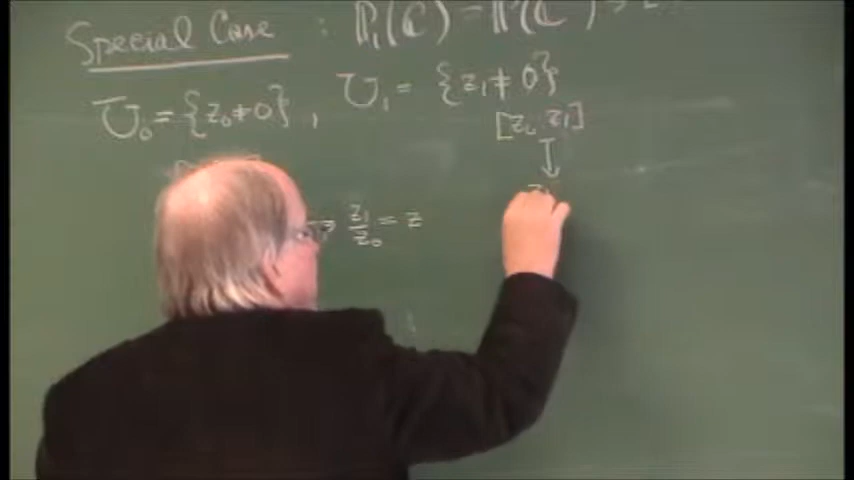 Special Case : ℙ₁(ℂ) = ℙ(ℂ
U₀ = {z₀ ≠ 0}, U₁ = {z₁ ≠ 0}
[z₀, z₁]
↧
↦ z₁/z₀ = z